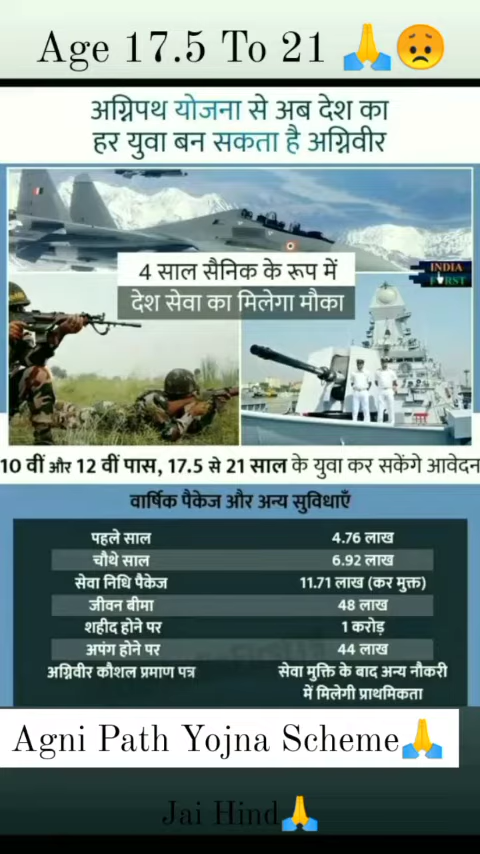 Age 17.5 To 21 🙏😞
अग्निपथ योजना से अब देश का
हर युवा बन सकता है अग्निवीर
4 साल सैनिक के रूप में
देश सेवा का मिलेगा मौका
INDIA
FIRST
10 वीं और 12 वीं पास, 17.5 से 21 साल के युवा कर सकेंगे आवेदन
वार्षिक पैकेज और अन्य सुविधाएँ
पहले साल 4.76 लाख
चौथे साल 6.92 लाख
सेवा निधि पैकेज 11.71 लाख (कर मुक्त)
जीवन बीमा 48 लाख
शहीद होने पर 1 करोड़
अपंग होने पर 44 लाख
अग्निवीर कौशल प्रमाण पत्र सेवा मुक्ति के बाद अन्य नौकरी
में मिलेगी प्राथमिकता
Agni Path Yojna Scheme🙏
Jai Hind🙏